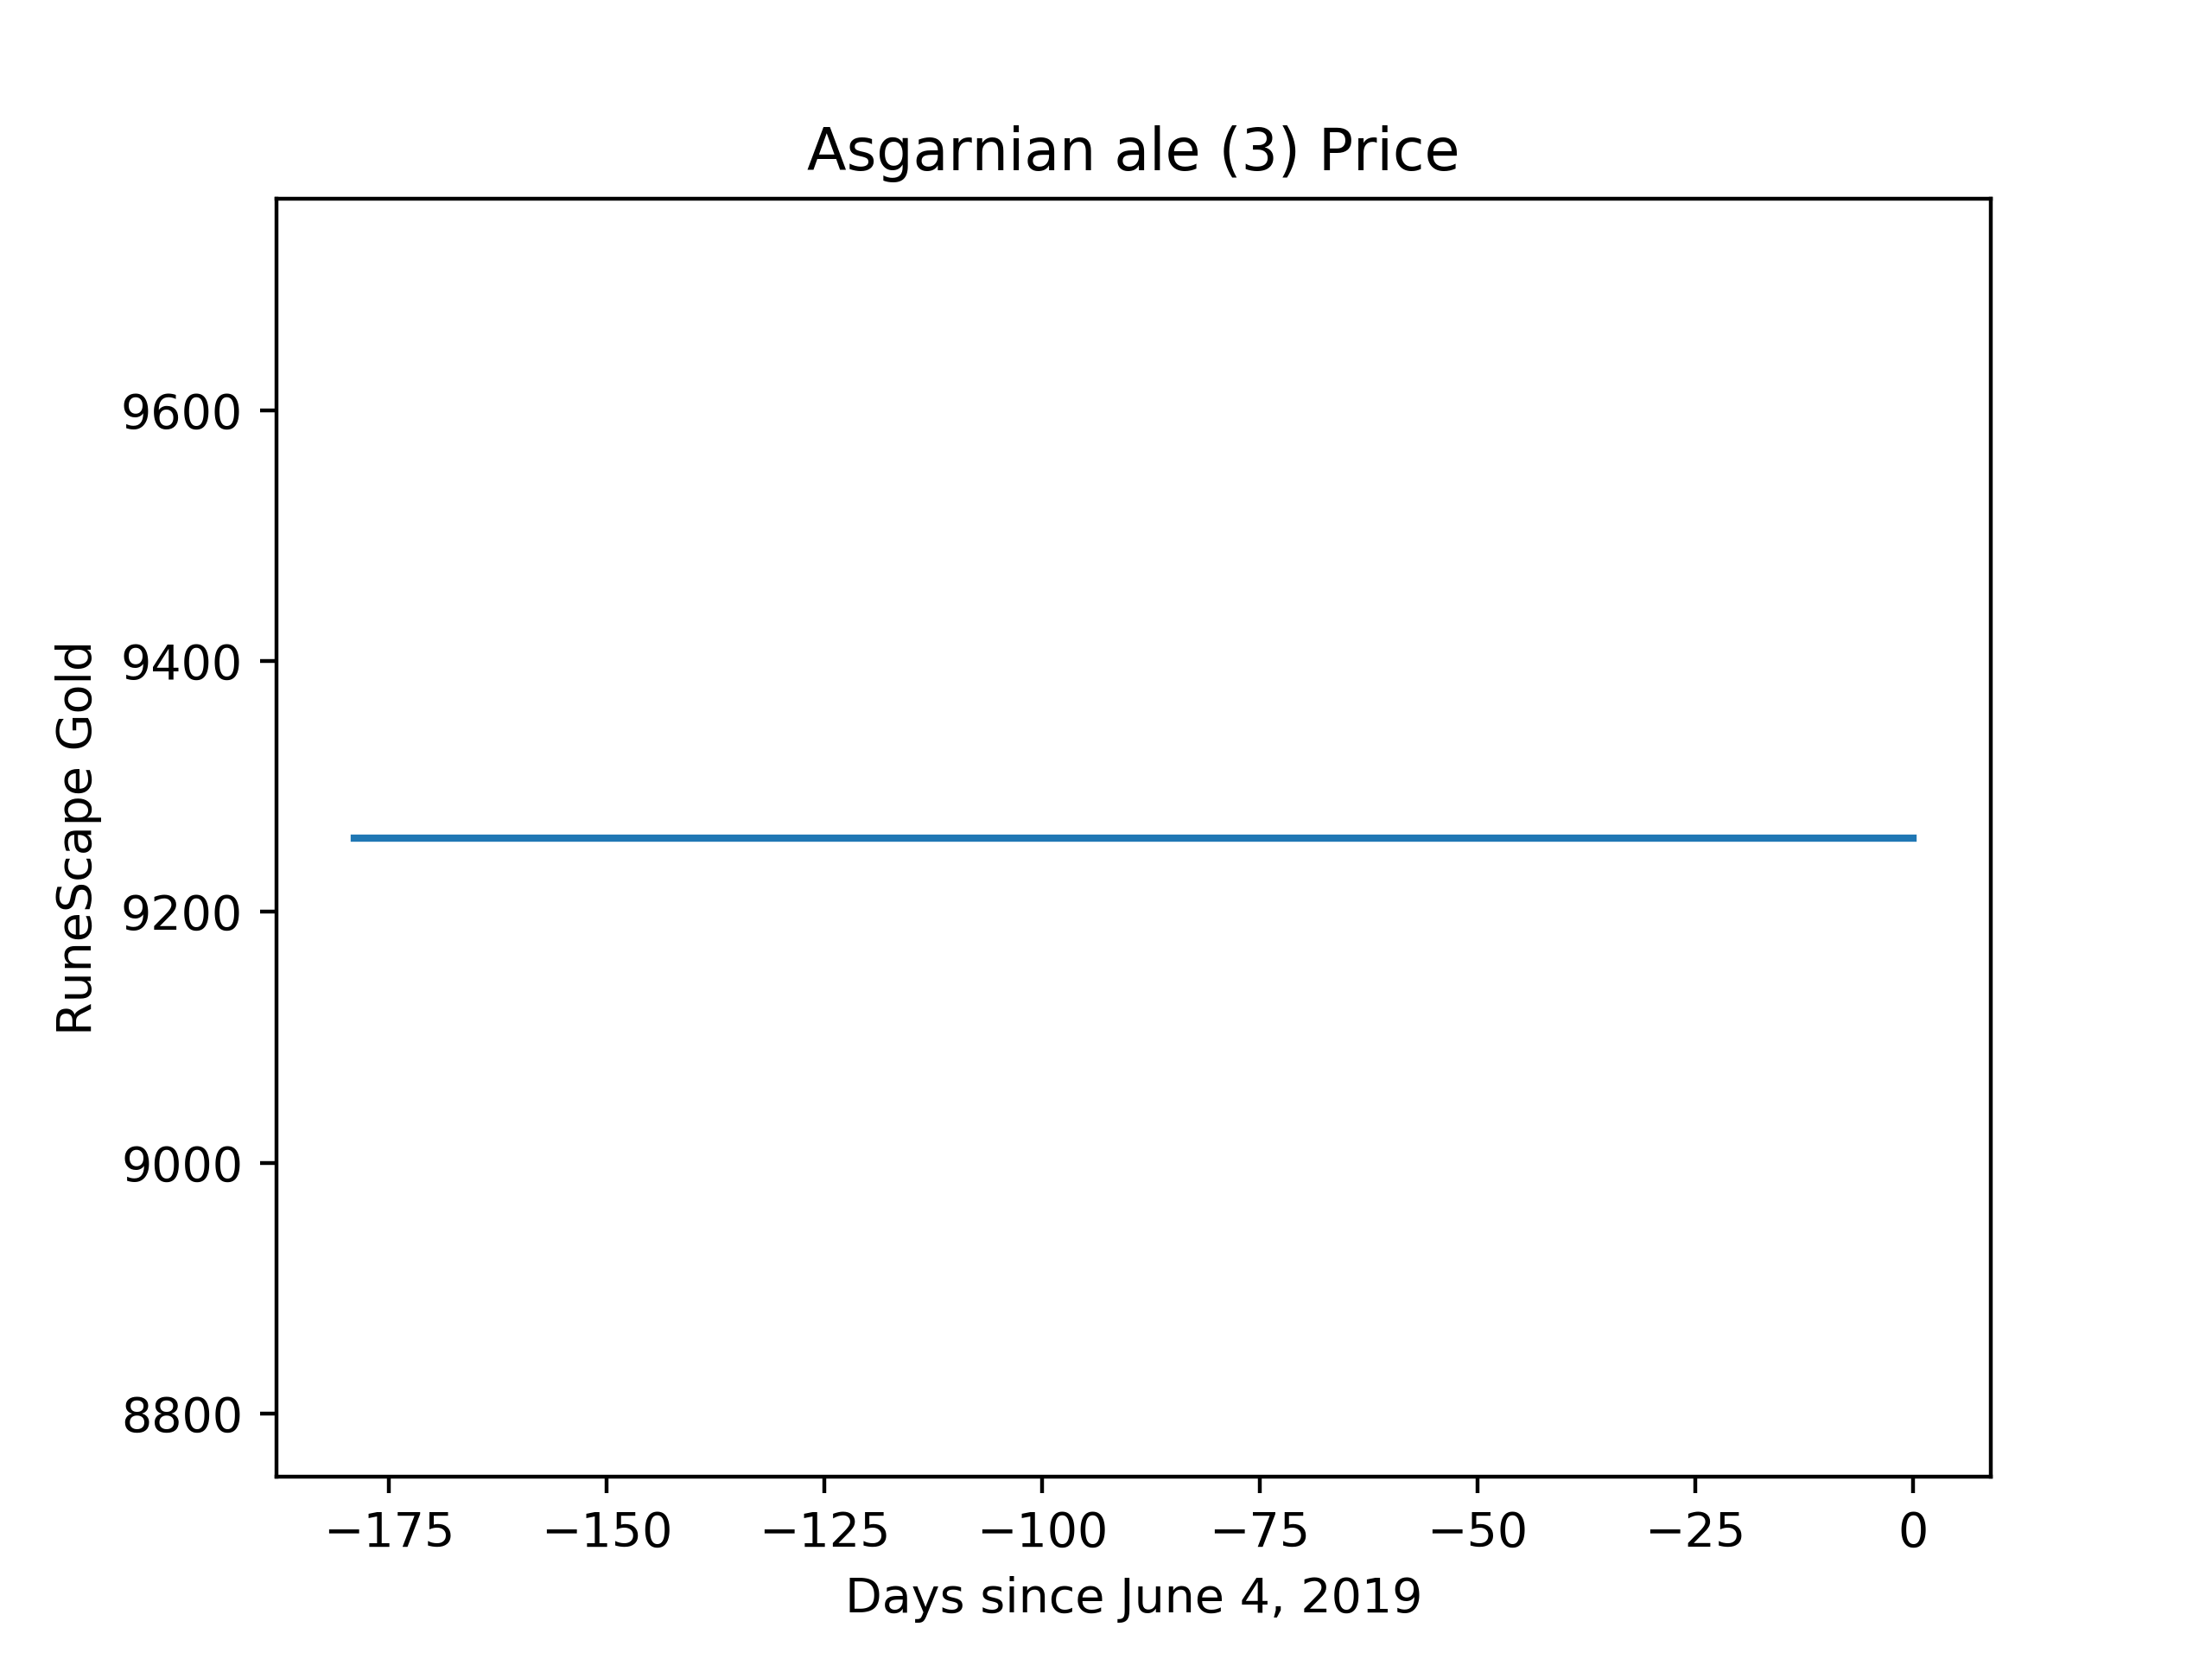 Asgarnian ale (3) Price
RuneScape Gold
9600
9400
9200
9000
8800
−175 −150 −125 −100 −75 −50 −25 0
Days since June 4, 2019